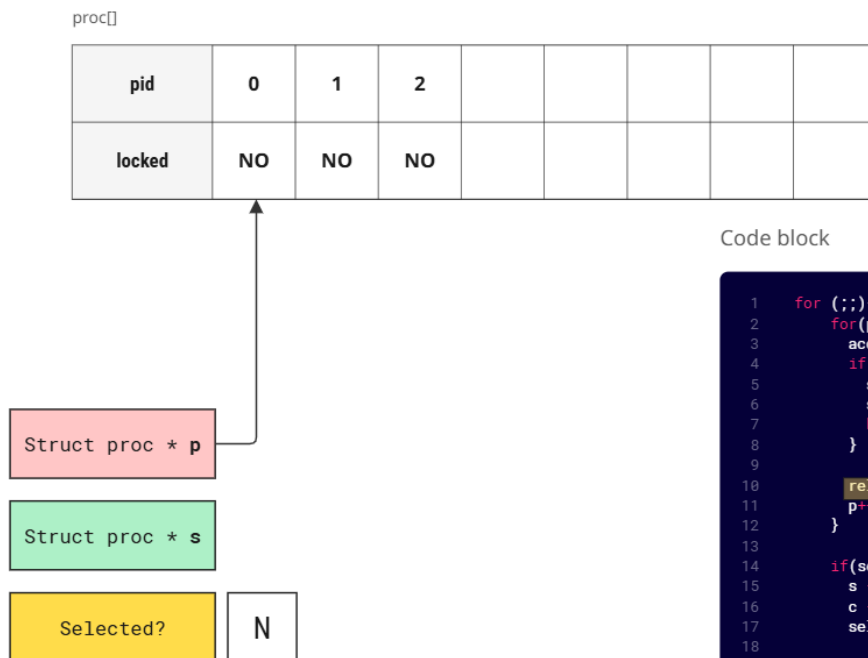 proc[]
pid 0 1 2
locked NO NO NO
Code block
1 for (;;)
2 for(
3
4 if
5
6
7
8 }
9
10
11 p+
12 }
13
14 if(
15 s
16 c
17
18
Struct proc * p
Struct proc * s
Selected? N